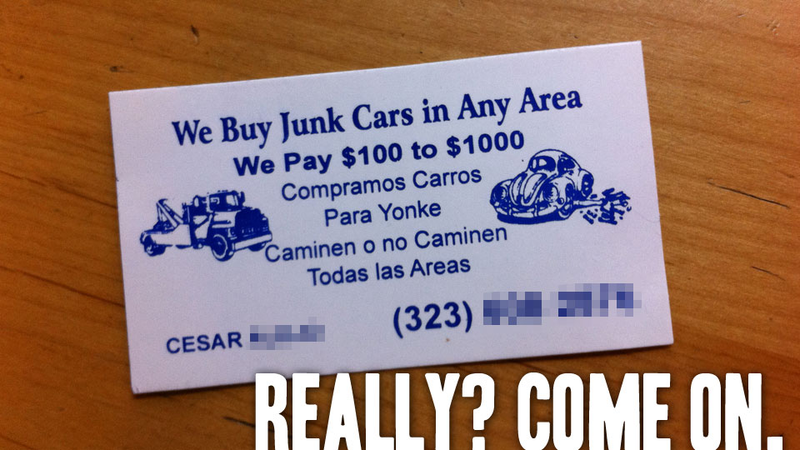 We Buy Junk Cars in Any Area
We Pay $100 to $1000
Compramos Carros
Para Yonke
Caminen o no Caminen
Todas las Areas
CESAR
(323)
REALLY? COME ON.